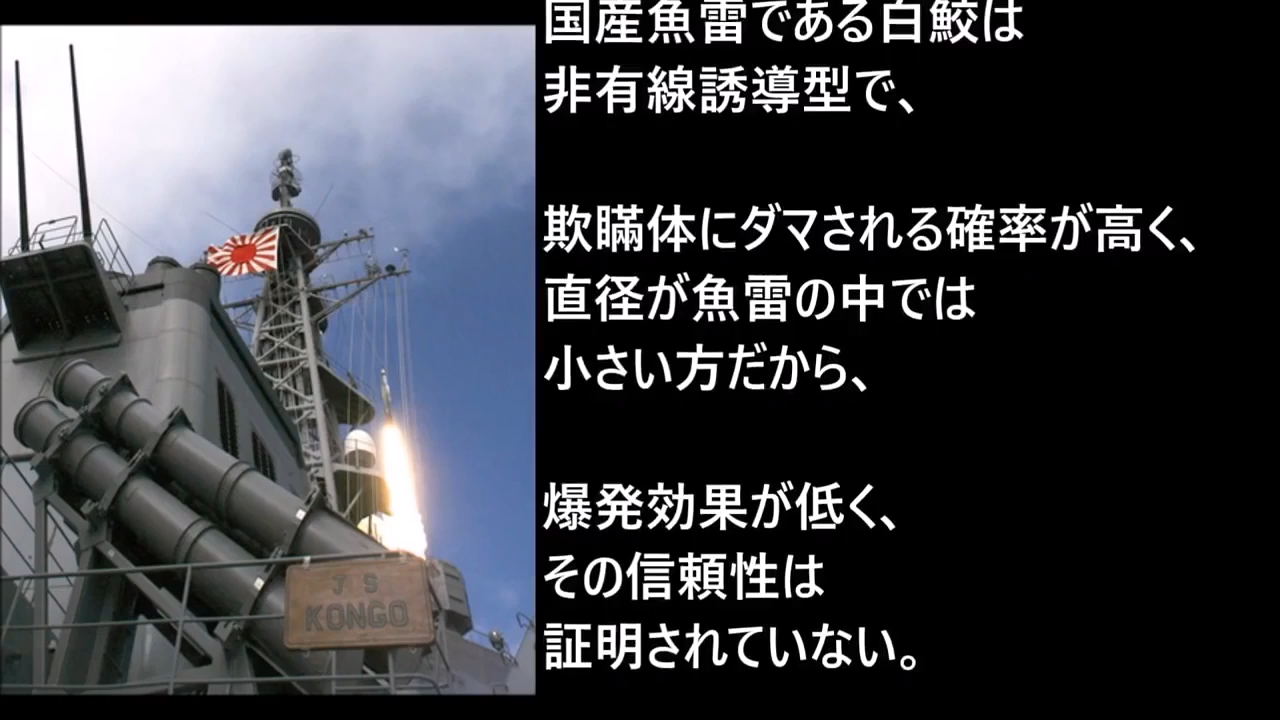 国産魚雷である白鮫は
非有線誘導型で、
欺瞞体にダマされる確率が高く、
直径が魚雷の中では
小さい方だから、
爆発効果が低く、
その信頼性は
証明されていない。
JS
KONGO